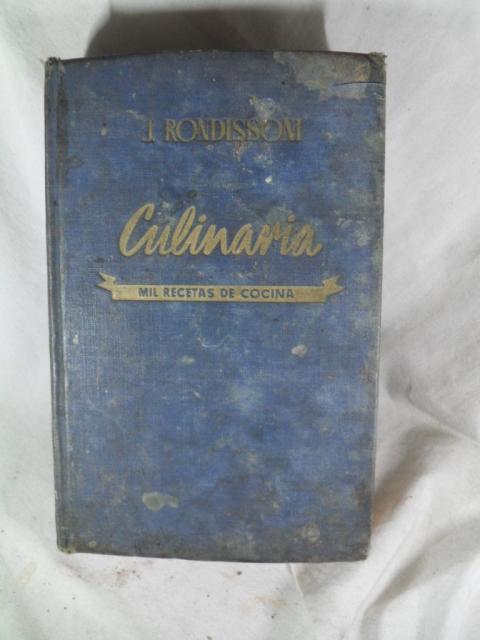 J. RONDISSONI
Culinaria
MIL RECETAS DE COCINA